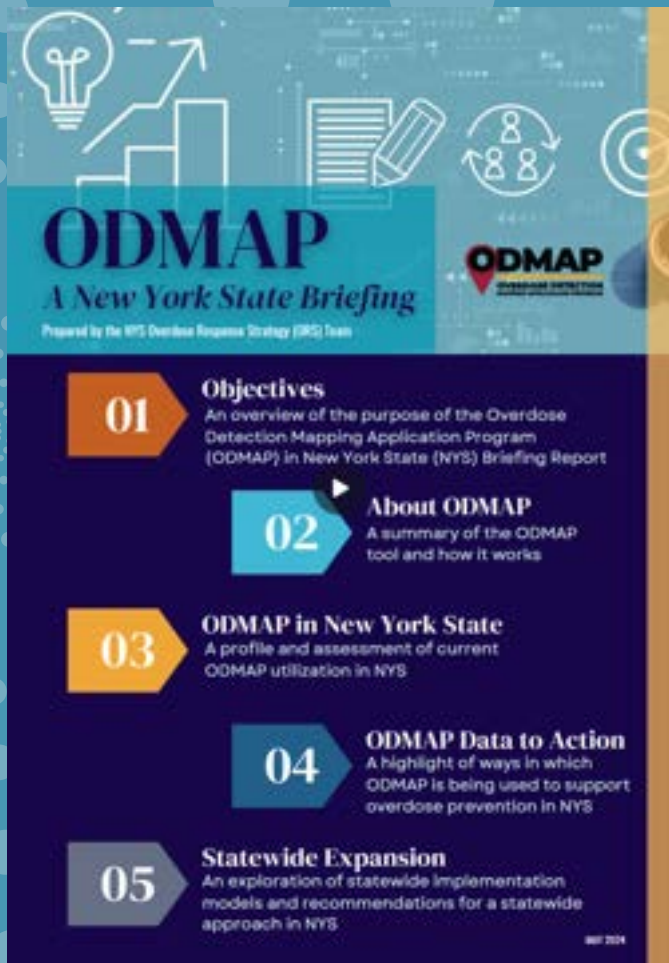 ODMAP
A New York State Briefing
Prepared by the NYS Overdose Response Strategy (ORS) Team
ODMAP
OVERDOSE DETECTION
01
Objectives
An overview of the purpose of the Overdose
Detection Mapping Application Program
(ODMAP) in New York State (NYS) Briefing Report
02
About ODMAP
A summary of the ODMAP
tool and how it works
03
ODMAP in New York State
A profile and assessment of current
ODMAP utilization in NYS
04
ODMAP Data to Action
A highlight of ways in which
ODMAP is being used to support
overdose prevention in NYS
05
Statewide Expansion
An exploration of statewide implementation
models and recommendations for a statewide
approach in NYS
2024